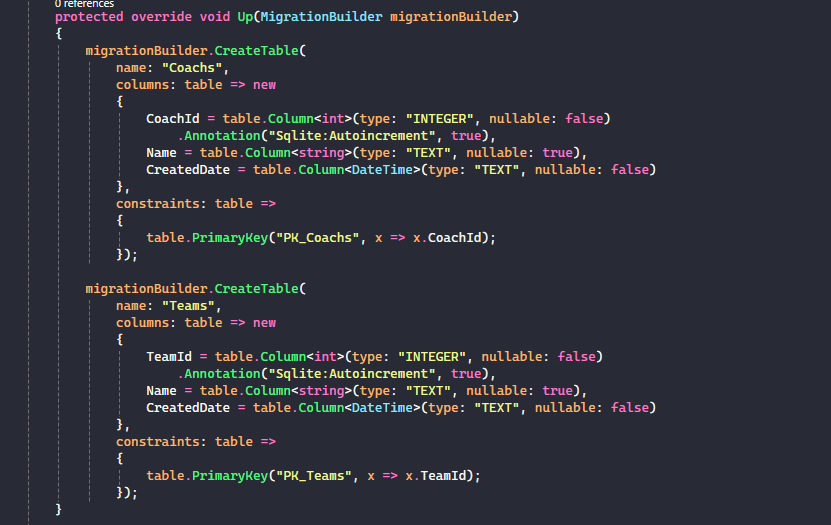 0 references
protected override void Up(MigrationBuilder migrationBuilder)
{
migrationBuilder.CreateTable(
name: "Coachs",
columns: table => new
{
CoachId = table.Column<int>(type: "INTEGER", nullable: false)
.Annotation("Sqlite:Autoincrement", true),
Name = table.Column<string>(type: "TEXT", nullable: true),
CreatedDate = table.Column<DateTime>(type: "TEXT", nullable: false)
},
constraints: table =>
{
table.PrimaryKey("PK_Coachs", x => x.CoachId);
});
migrationBuilder.CreateTable(
name: "Teams",
columns: table => new
{
TeamId = table.Column<int>(type: "INTEGER", nullable: false)
.Annotation("Sqlite:Autoincrement", true),
Name = table.Column<string>(type: "TEXT", nullable: true),
CreatedDate = table.Column<DateTime>(type: "TEXT", nullable: false)
},
constraints: table =>
{
table.PrimaryKey("PK_Teams", x => x.TeamId);
});
}